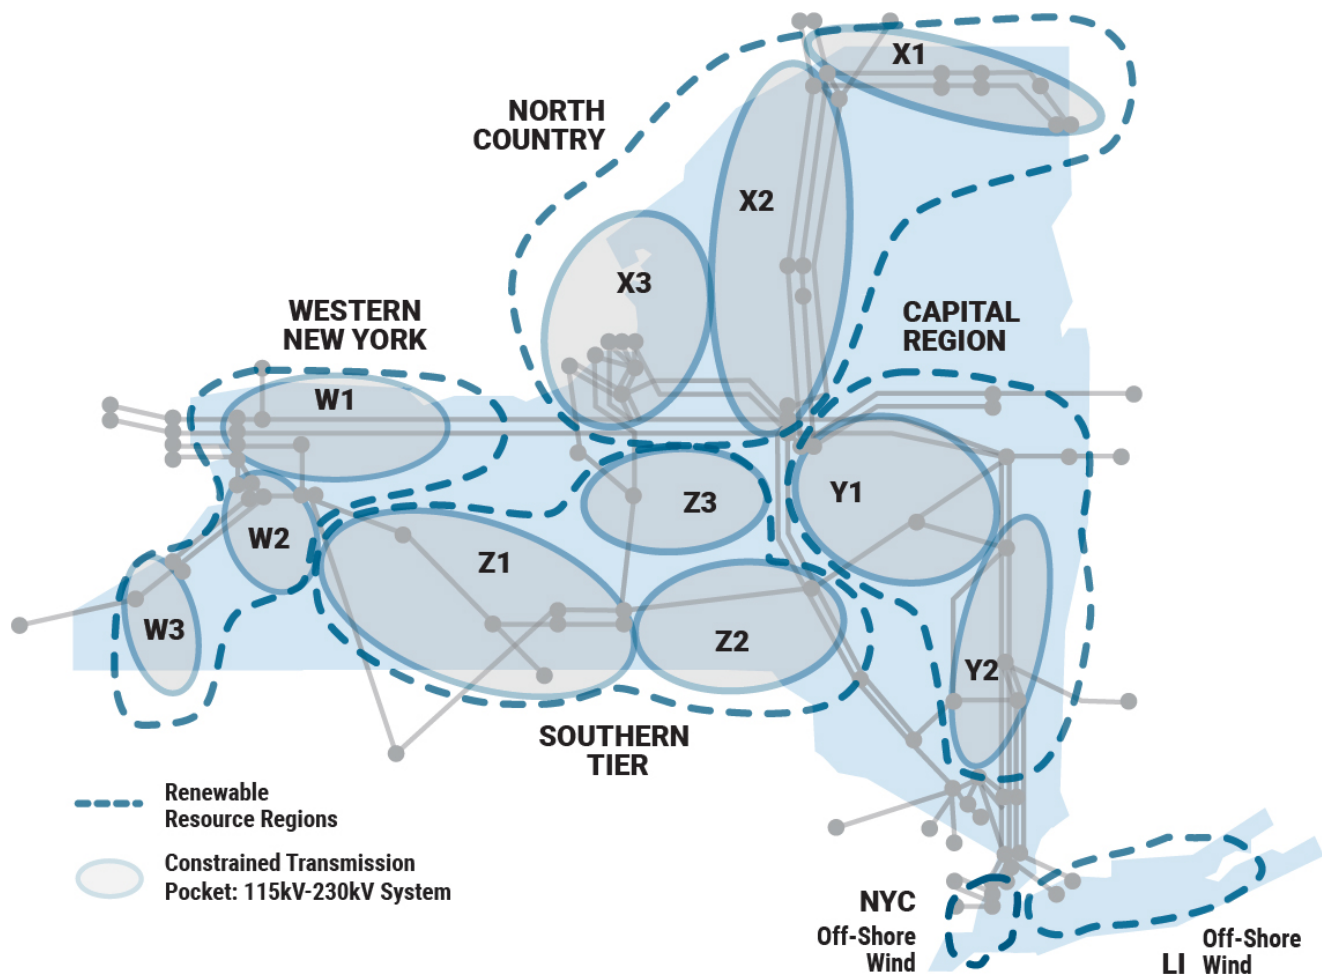 X1
NORTH
COUNTRY
X2
X3
WESTERN
NEW YORK
CAPITAL
REGION
W1
Z3
Y1
W2
Z1
W3
Z2
Y2
SOUTHERN
TIER
Renewable
Resource Regions
Constrained Transmission
Pocket: 115kV-230kV System
NYC
Off-Shore
Wind
LI
Off-Shore
Wind